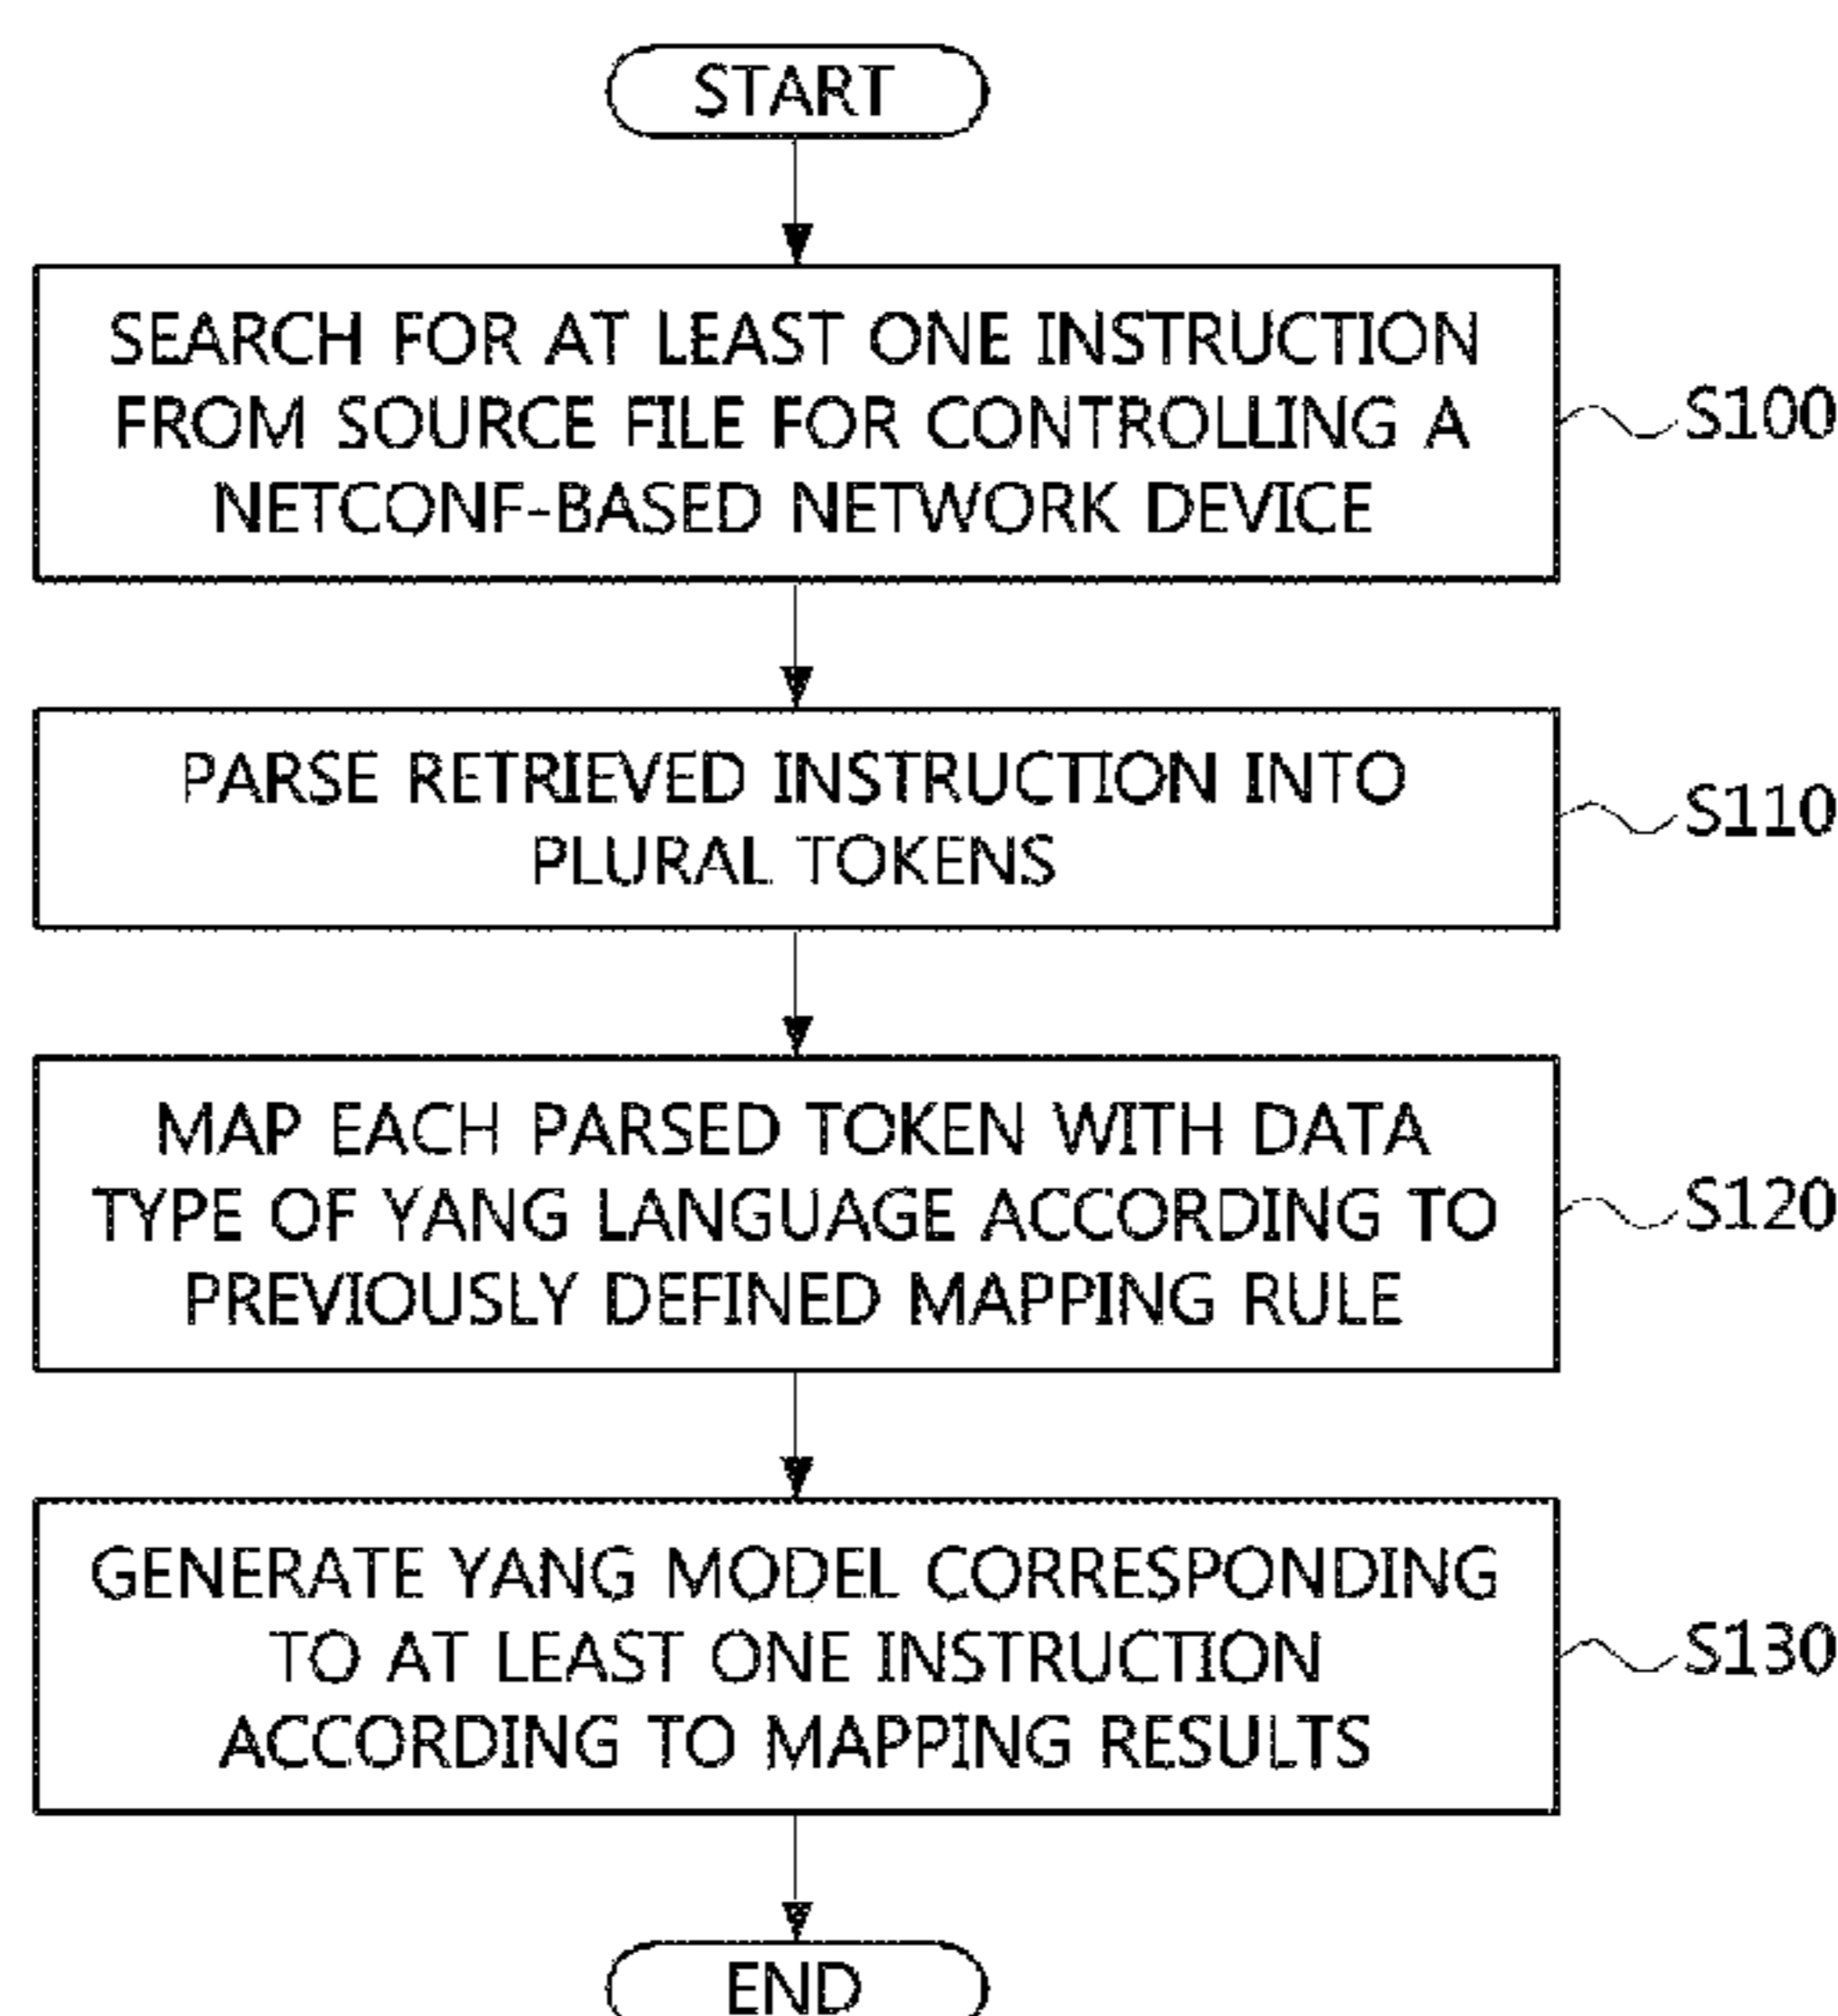 START
SEARCH FOR AT LEAST ONE INSTRUCTION
FROM SOURCE FILE FOR CONTROLLING A
NETCONF-BASED NETWORK DEVICE
S100
PARSE RETRIEVED INSTRUCTION INTO
PLURAL TOKENS
S110
MAP EACH PARSED TOKEN WITH DATA
TYPE OF YANG LANGUAGE ACCORDING TO
PREVIOUSLY DEFINED MAPPING RULE
S120
GENERATE YANG MODEL CORRESPONDING
TO AT LEAST ONE INSTRUCTION
ACCORDING TO MAPPING RESULTS
S130
END